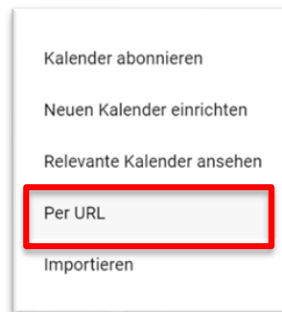 Kalender abonnieren
Neuen Kalender einrichten
Relevante Kalender ansehen
Per URL
Importieren